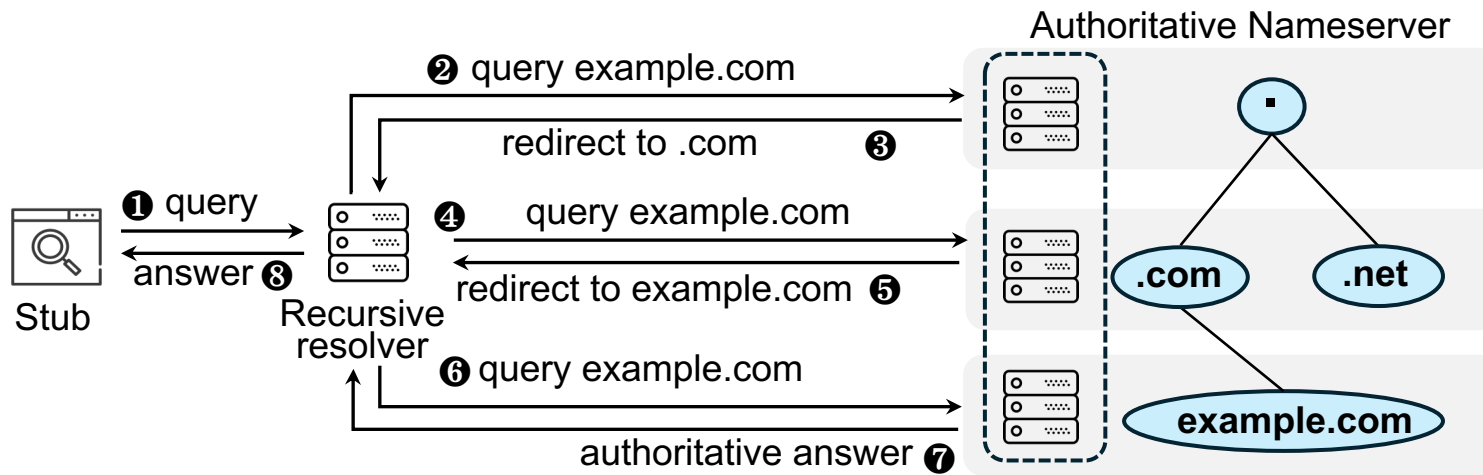 Authoritative Nameserver
❷ query example.com
redirect to .com ❸
.
❶ query
❹ query example.com
answer ❽
redirect to example.com ❺
.com
.net
Stub
Recursive
resolver
❻ query example.com
example.com
authoritative answer ❼